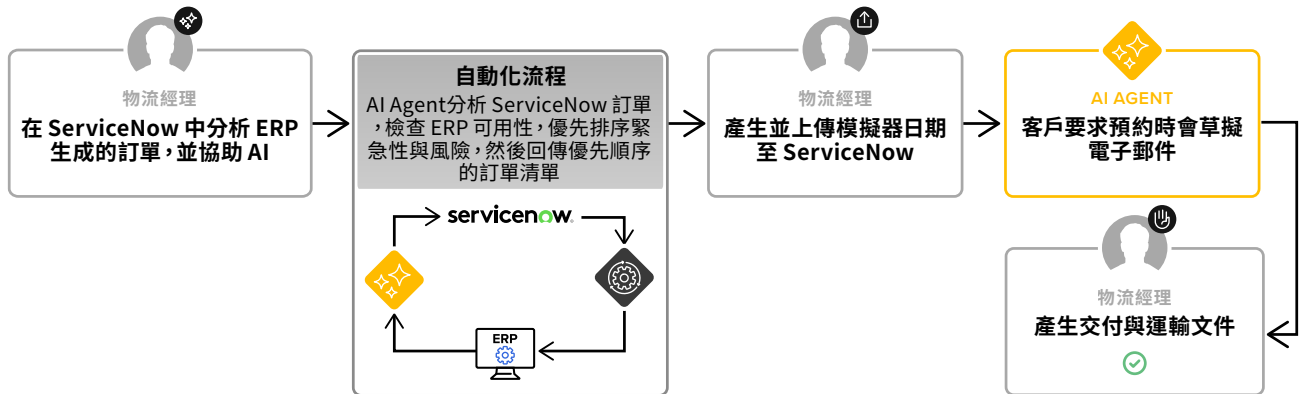 物流經理
在 ServiceNow 中分析 ERP
生成的訂單，並協助 AI
自動化流程
AI Agent分析 ServiceNow 訂單
，檢查 ERP 可用性，優先排序緊
急性與風險，然後回傳優先順序
的訂單清單
servicenow.
ERP
物流經理
產生並上傳模擬器日期
至 ServiceNow
AI AGENT
客戶要求預約時會草擬
電子郵件
物流經理
產生交付與運輸文件